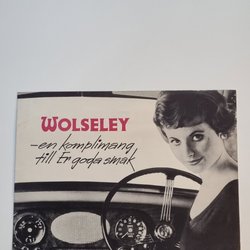 WOLSELEY
–en komplimang
till Er goda smak